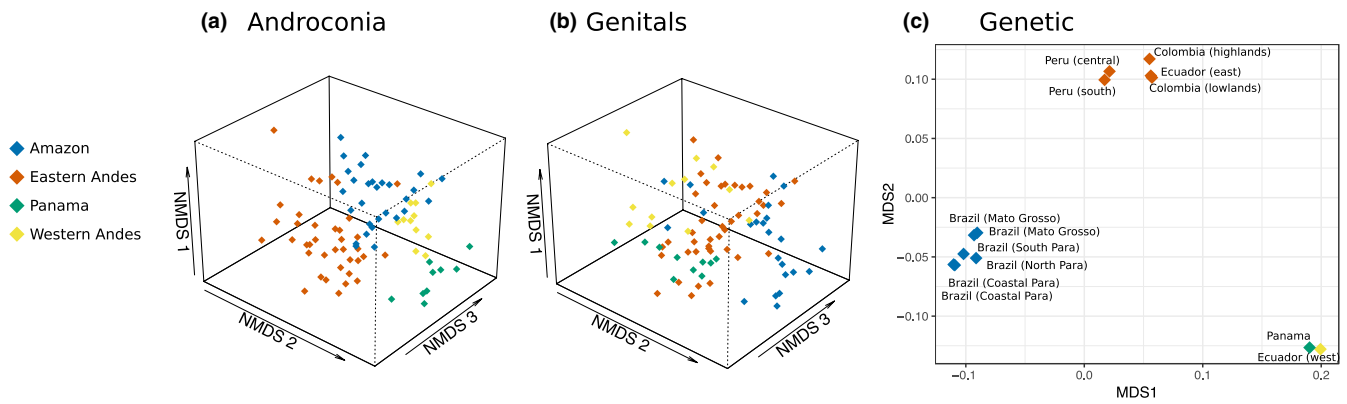 (a) Androconia
(b) Genitals
(c) Genetic
Amazon
Eastern Andes
Panama
Western Andes
NMDS 1
NMDS 2
NMDS 3
NMDS 1
NMDS 2
NMDS 3
MDS2
0.10
0.05
0.00
−0.05
−0.10
Colombia (highlands)
Peru (central)
Ecuador (east)
Peru (south)
Colombia (lowlands)
Brazil (Mato Grosso)
Brazil (Mato Grosso)
Brazil (South Para)
Brazil (North Para)
Brazil (Coastal Para)
Brazil (Coastal Para)
Panama
Ecuador (west)
−0.1
0.0
0.1
0.2
MDS1